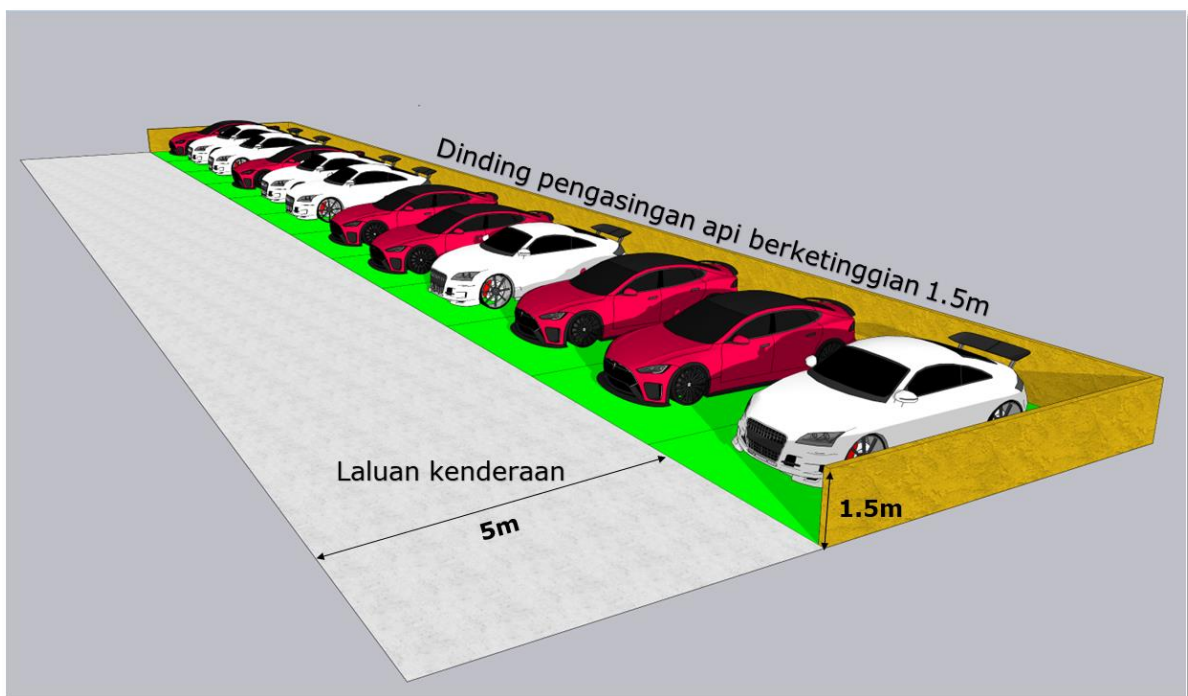 Dinding pengasingan api berketinggian 1.5m
Laluan kenderaan
5m
1.5m